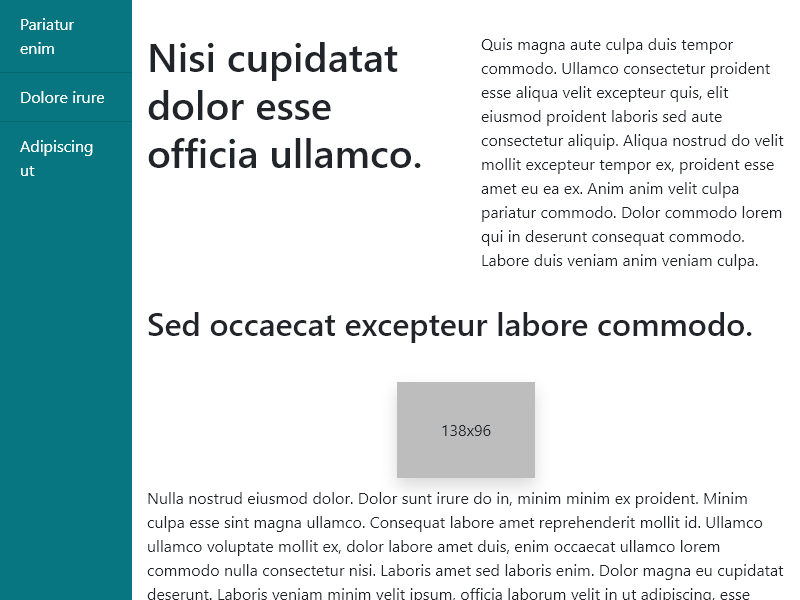 Pariatur
enim
Dolore irure
Adipiscing
ut
Nisi cupidatat
dolor esse
officia ullamco.
Quis magna aute culpa duis tempor
commodo. Ullamco consectetur proident
esse aliqua velit excepteur quis, elit
eiusmod proident laboris sed aute
consectetur aliquip. Aliqua nostrud do velit
mollit excepteur tempor ex, proident esse
amet eu ea ex. Anim anim velit culpa
pariatur commodo. Dolor commodo lorem
qui in deserunt consequat commodo.
Labore duis veniam anim veniam culpa.
Sed occaecat excepteur labore commodo.
138x96
Nulla nostrud eiusmod dolor. Dolor sunt irure do in, minim minim ex proident. Minim
culpa esse sint magna ullamco. Consequat labore amet reprehenderit mollit id. Ullamco
ullamco voluptate mollit ex, dolor labore amet duis, enim occaecat ullamco lorem
commodo nulla consectetur nisi. Laboris amet sed laboris enim. Dolor magna eu cupidatat
deserunt. Laboris veniam minim velit ipsum, officia laborum velit in ut adipiscing, esse